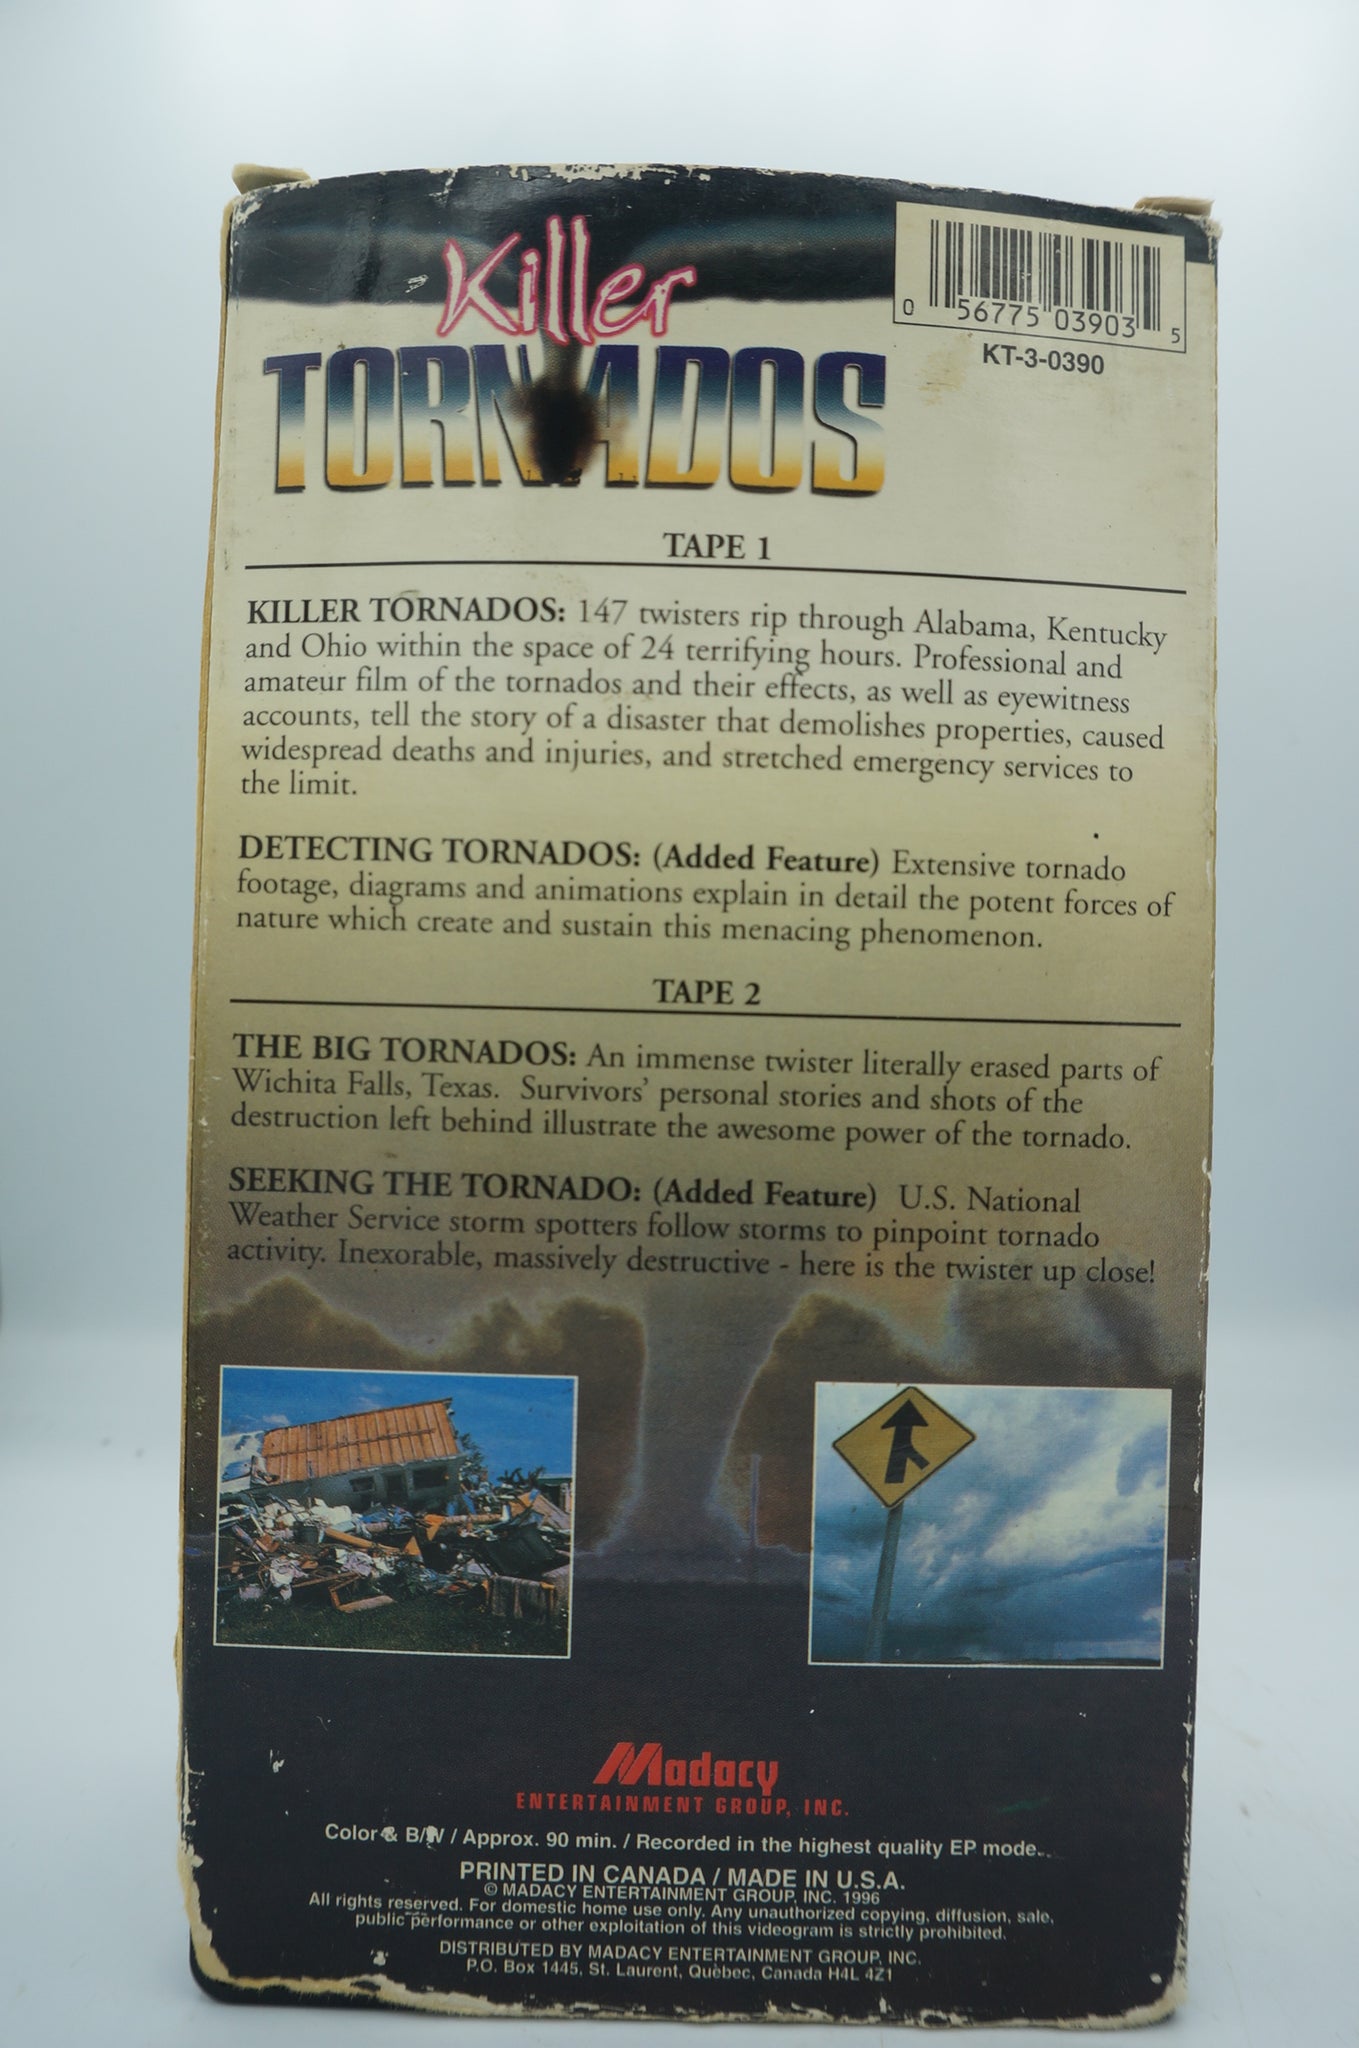 Killer
TORNADOS
0 56775 03903 5
KT-3-0390
TAPE 1
KILLER TORNADOS: 147 twisters rip through Alabama, Kentucky
and Ohio within the space of 24 terrifying hours. Professional and
amateur film of the tornados and their effects, as well as eyewitness
accounts, tell the story of a disaster that demolishes properties, caused
widespread deaths and injuries, and stretched emergency services to
the limit.
DETECTING TORNADOS: (Added Feature) Extensive tornado
footage, diagrams and animations explain in detail the potent forces of
nature which create and sustain this menacing phenomenon.
TAPE 2
THE BIG TORNADOS: An immense twister literally erased parts of
Wichita Falls, Texas. Survivors' personal stories and shots of the
destruction left behind illustrate the awesome power of the tornado.
SEEKING THE TORNADO: (Added Feature) U.S. National
Weather Service storm spotters follow storms to pinpoint tornado
activity. Inexorable, massively destructive - here is the twister up close!
Madacy
ENTERTAINMENT GROUP, INC.
Color & B/W / Approx. 90 min. / Recorded in the highest quality EP mode.
PRINTED IN CANADA / MADE IN U.S.A.
© MADACY ENTERTAINMENT GROUP, INC. 1996
All rights reserved. For domestic home use only. Any unauthorized copying, diffusion, sale,
public performance or other exploitation of this videogram is strictly prohibited.
DISTRIBUTED BY MADACY ENTERTAINMENT GROUP, INC.
P.O. Box 1445, St. Laurent, Quèbec, Canada H4L 4Z1